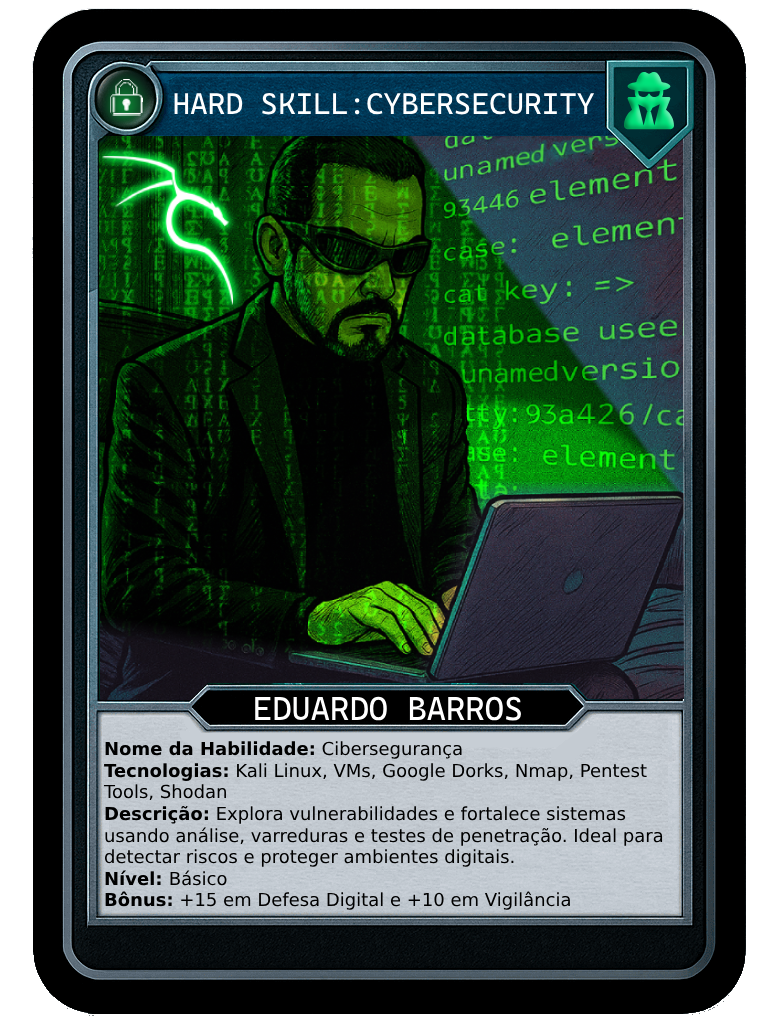 HARD SKILL:CYBERSECURITY
unamed vers
93446 element
case: element
cat key: =>
database usee
unamedversio
tty:93a426/ca
ase: element
EDUARDO BARROS
Nome da Habilidade: Cibersegurança
Tecnologias: Kali Linux, VMs, Google Dorks, Nmap, Pentest
Tools, Shodan
Descrição: Explora vulnerabilidades e fortalece sistemas
usando análise, varreduras e testes de penetração. Ideal para
detectar riscos e proteger ambientes digitais.
Nível: Básico
Bônus: +15 em Defesa Digital e +10 em Vigilância